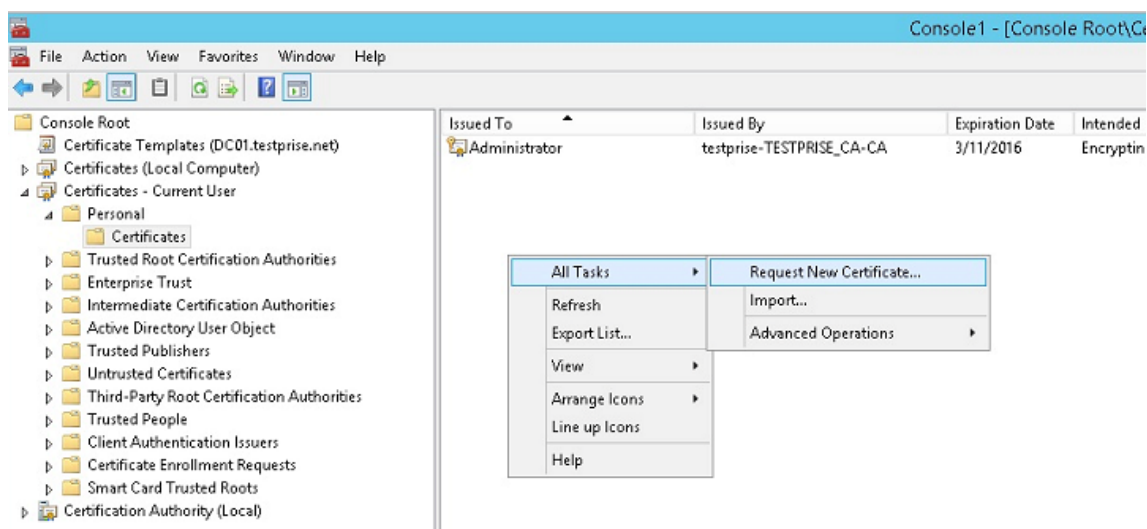 Console1 - [Console Root\Ce
File Action View Favorites Window Help
Console Root
Certificate Templates (DC01.testprise.net)
Certificates (Local Computer)
Certificates - Current User
Personal
Certificates
Trusted Root Certification Authorities
Enterprise Trust
Intermediate Certification Authorities
Active Directory User Object
Trusted Publishers
Untrusted Certificates
Third-Party Root Certification Authorities
Trusted People
Client Authentication Issuers
Certificate Enrollment Requests
Smart Card Trusted Roots
Certification Authority (Local)
Issued To Issued By Expiration Date Intended
Administrator testprise-TESTPRISE_CA-CA 3/11/2016 Encryptin
All Tasks
Refresh
Export List...
View
Arrange Icons
Line up Icons
Help
Request New Certificate...
Import...
Advanced Operations